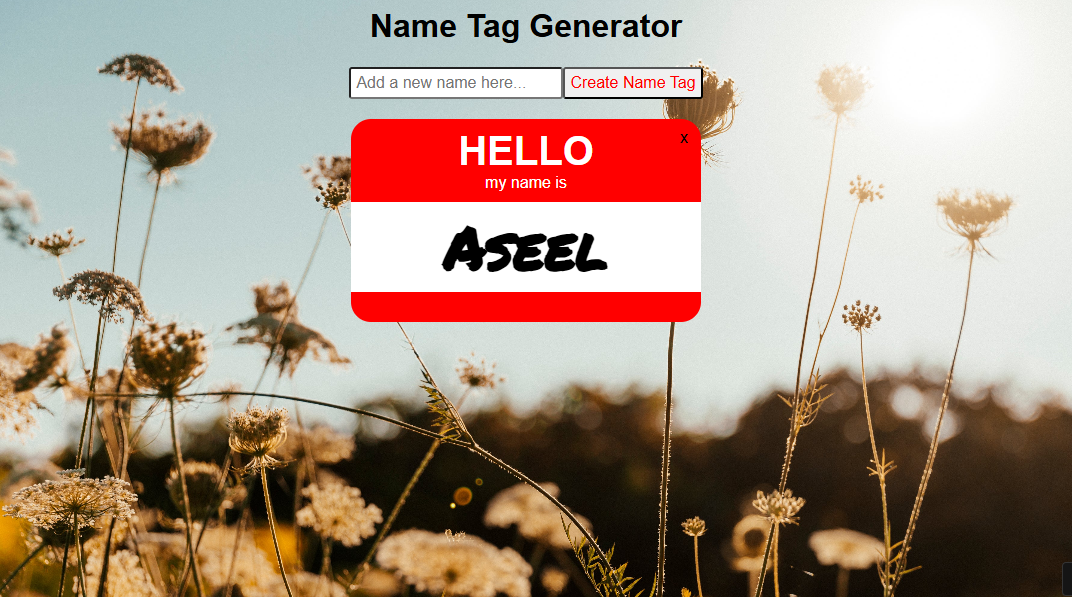 Name Tag Generator
Add a new name here... Create Name Tag
x
HELLO
my name is
Aseel